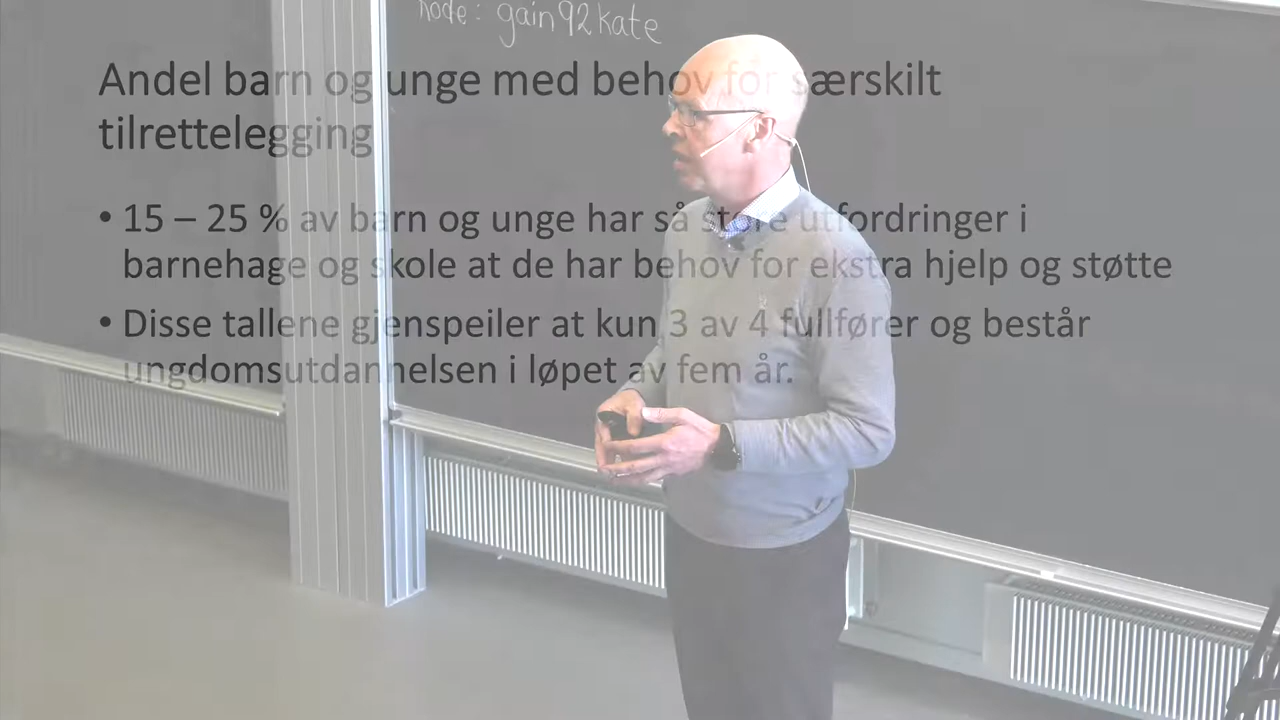 kode: gain92kate
Andel barn og unge med behov for særskilt
tilrettelegging
• 15 – 25 % av barn og unge har så store utfordringer i
barnehage og skole at de har behov for ekstra hjelp og støtte
• Disse tallene gjenspeiler at kun 3 av 4 fullfører og består
ungdomsutdannelsen i løpet av fem år.